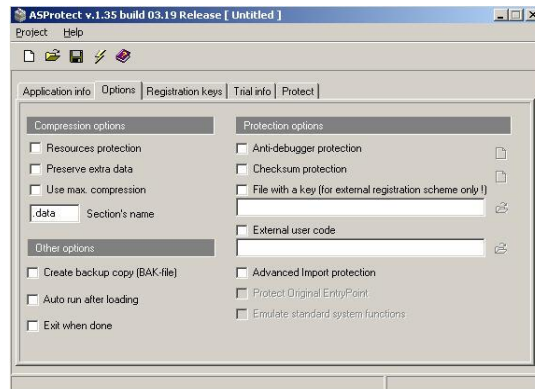 ASProtect v.1.35 build 03.19 Release [ Untitled ]
Project Help
Application info Options Registration keys Trial info Protect
Compression options
Resources protection
Preserve extra data
Use max. compression
.data Section's name
Other options
Create backup copy (BAK-file)
Auto run after loading
Exit when done
Protection options
Anti-debugger protection
Checksum protection
File with a key (for external registration scheme only !)
External user code
Advanced Import protection
Protect Original EntryPoint
Emulate standard system functions